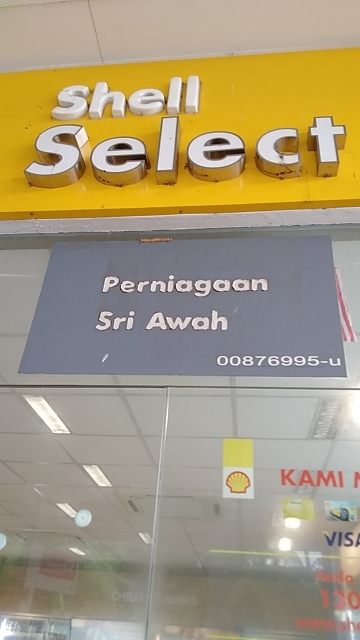 Shell
Select
Perniagaan
Sri Awah
00876995-u
KAMI
VISA